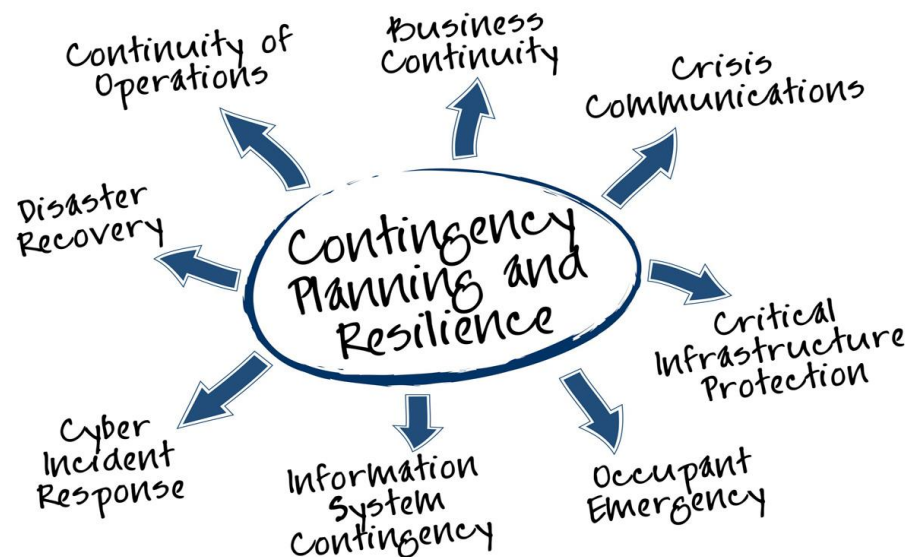 Continuity of
Operations
Business
Continuity
Crisis
Communications
Disaster
Recovery
Contingency
Planning and
Resilience
Critical
Infrastructure
Protection
Cyber
Incident
Response
Information
System
Contingency
Occupant
Emergency